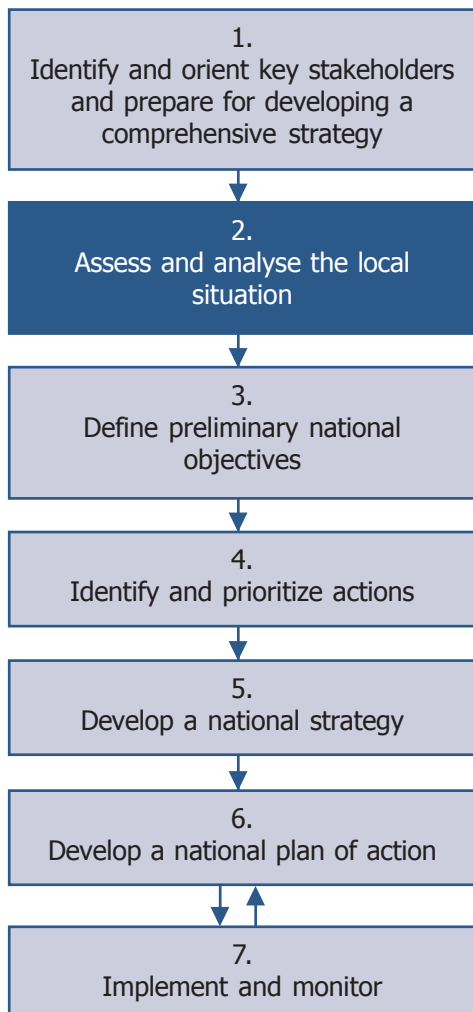 1.
Identify and orient key stakeholders
and prepare for developing a
comprehensive strategy
2.
Assess and analyse the local
situation
3.
Define preliminary national
objectives
4.
Identify and prioritize actions
5.
Develop a national strategy
6.
Develop a national plan of action
7.
Implement and monitor